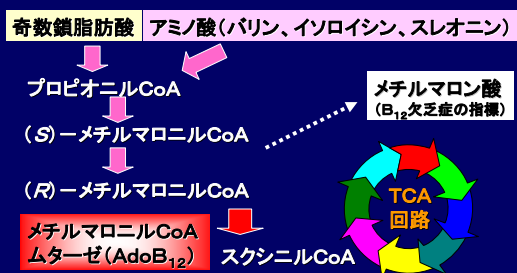 奇数鎖脂肪酸
アミノ酸(バリン、イソロイシン、スレオニン)
プロピオニルCoA
メチルマロン酸
(B₁₂欠乏症の指標)
(S)-メチルマロニルCoA
(R)-メチルマロニルCoA
TCA
回路
メチルマロニルCoA
ムターゼ(AdoB₁₂)
スクシニルCoA